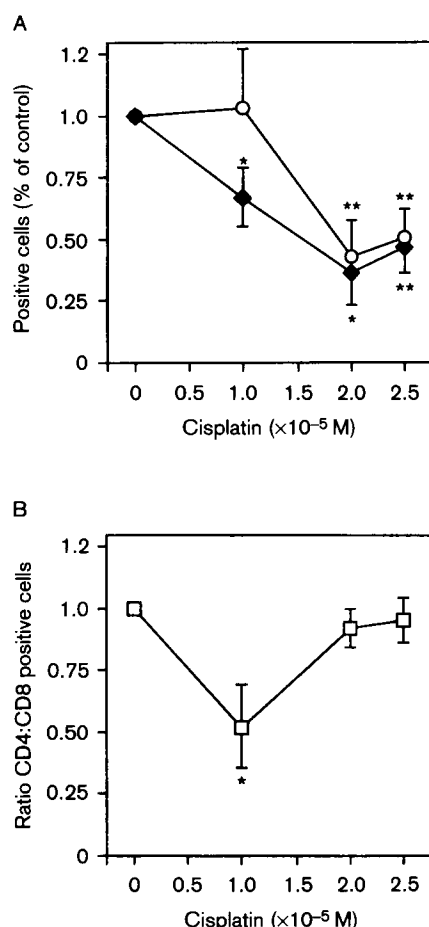 A
Positive cells (% of control)
1.2
1.0
0.75
0.50
0.25
0
*
**
*
**
**
0 0.5 1.0 1.5 2.0 2.5
Cisplatin (×10⁻⁵ M)
B
Ratio CD4:CD8 positive cells
1.2
1.0
0.75
0.50
0.25
0
*
0 0.5 1.0 1.5 2.0 2.5
Cisplatin (×10⁻⁵ M)